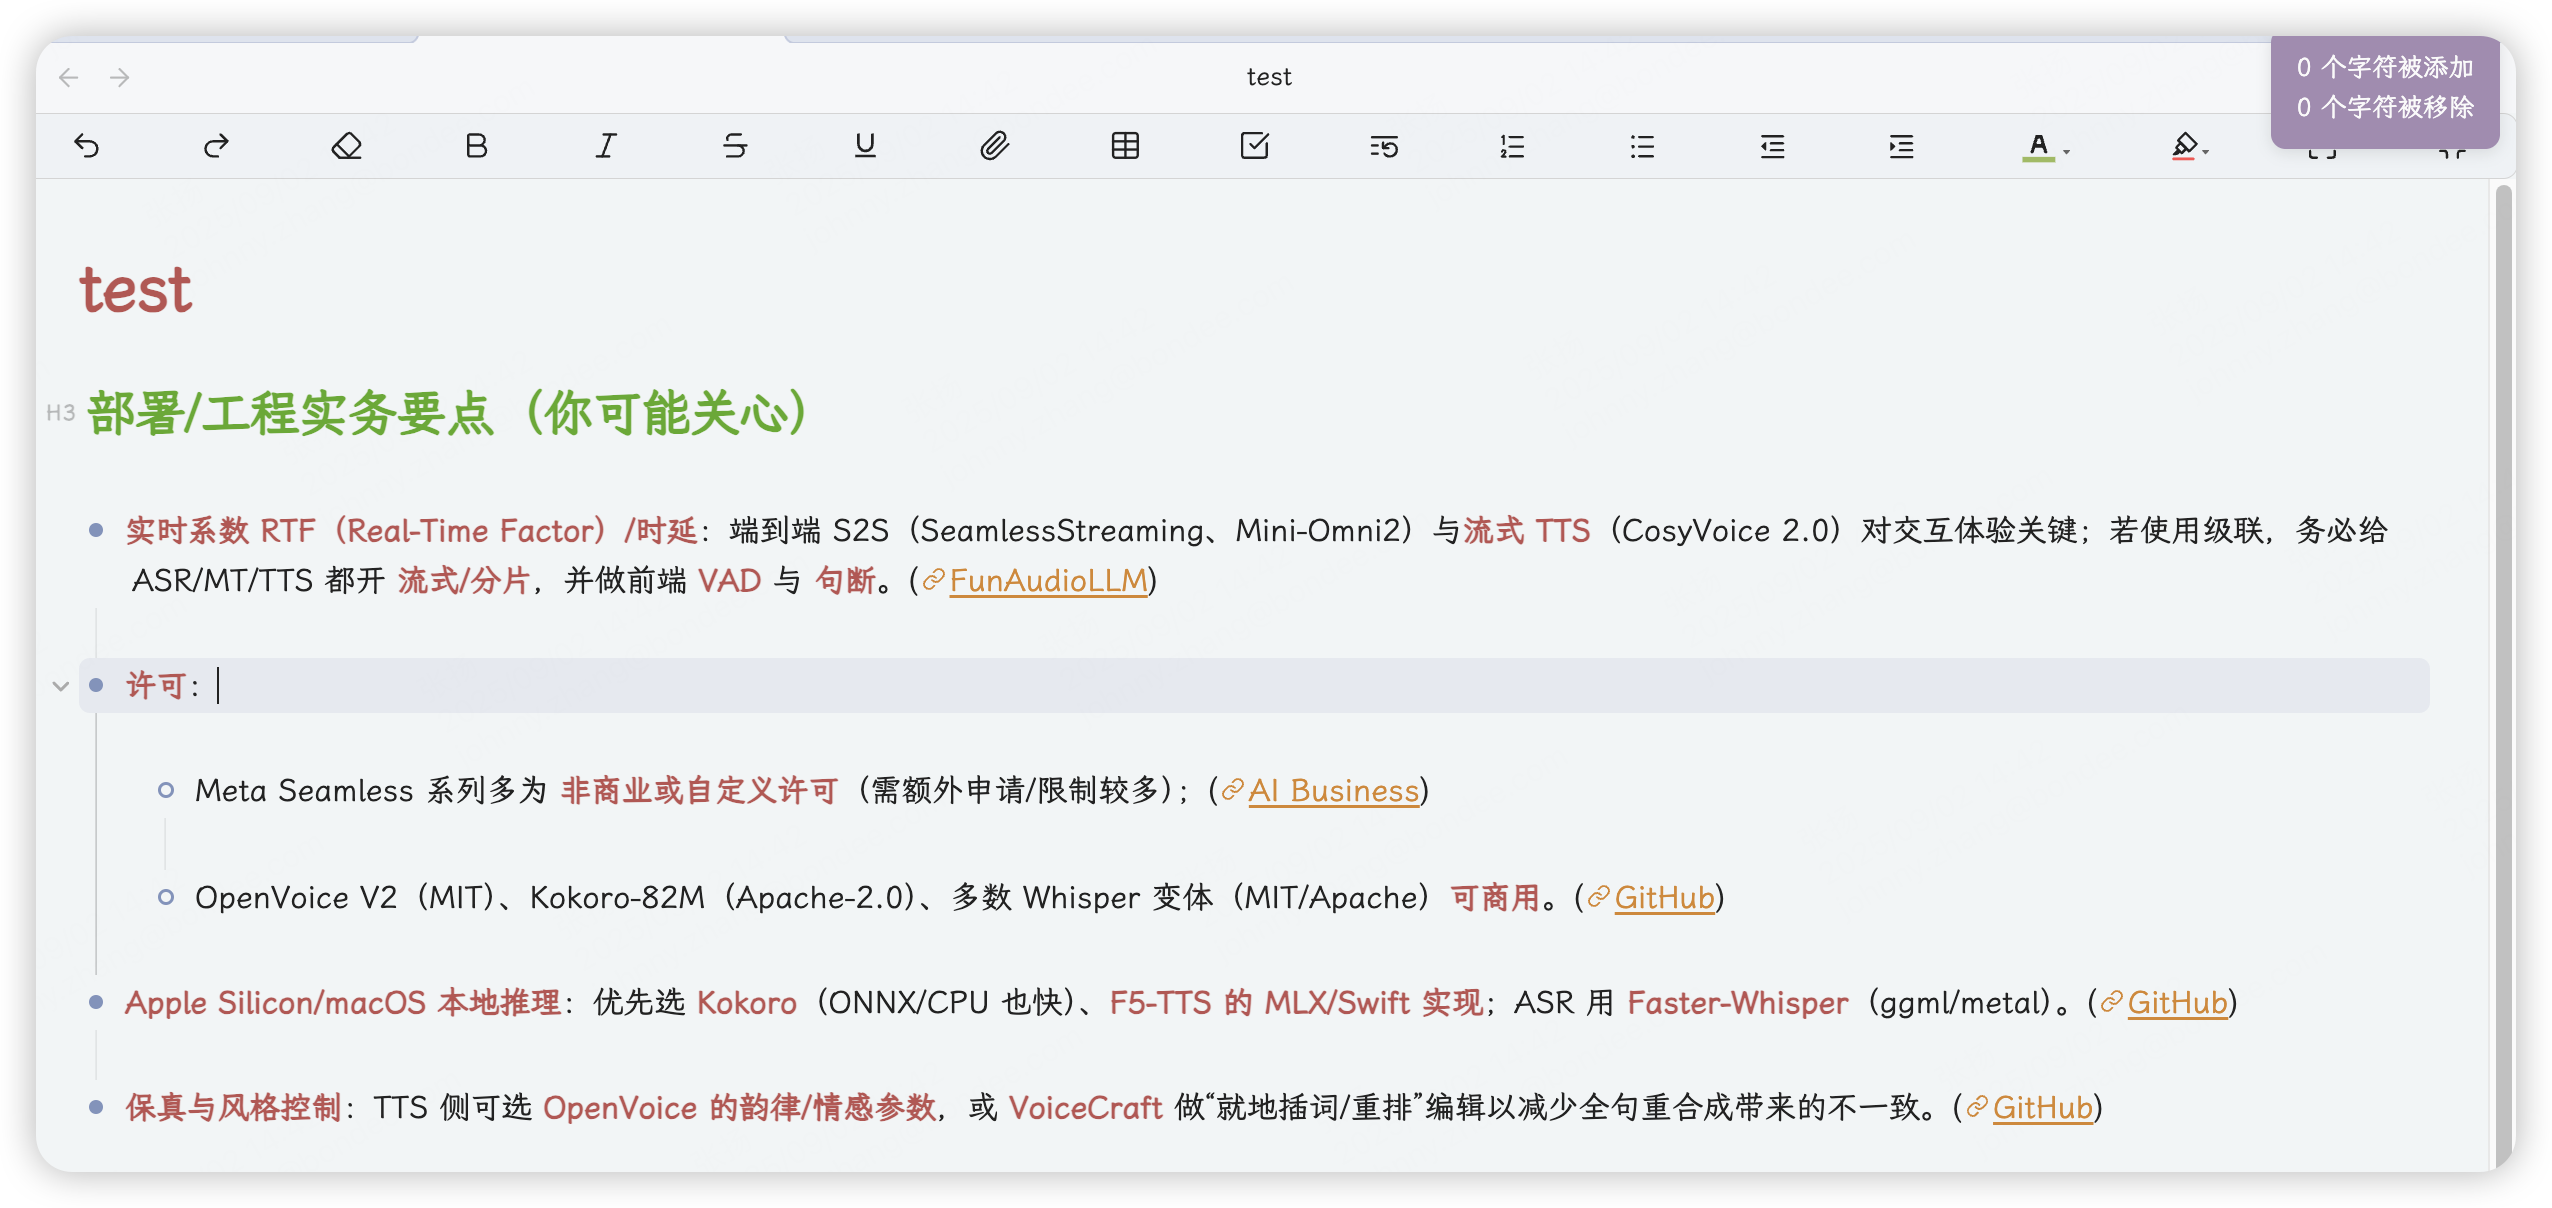 test
0 个字符被添加
0 个字符被移除
B I S U A
test
H3 部署/工程实务要点（你可能关心）
实时系数 RTF（Real-Time Factor）/时延：端到端 S2S（SeamlessStreaming、Mini-Omni2）与流式 TTS（CosyVoice 2.0）对交互体验关键；若使用级联，务必给
ASR/MT/TTS 都开 流式/分片，并做前端 VAD 与 句断。(FunAudioLLM)
许可：
Meta Seamless 系列多为 非商业或自定义许可（需额外申请/限制较多）；(AI Business)
OpenVoice V2（MIT）、Kokoro-82M（Apache-2.0）、多数 Whisper 变体（MIT/Apache）可商用。(GitHub)
Apple Silicon/macOS 本地推理：优先选 Kokoro（ONNX/CPU 也快）、F5-TTS 的 MLX/Swift 实现；ASR 用 Faster-Whisper（ggml/metal）。(GitHub)
保真与风格控制：TTS 侧可选 OpenVoice 的韵律/情感参数，或 VoiceCraft 做“就地插词/重排”编辑以减少全句重合成带来的不一致。(GitHub)